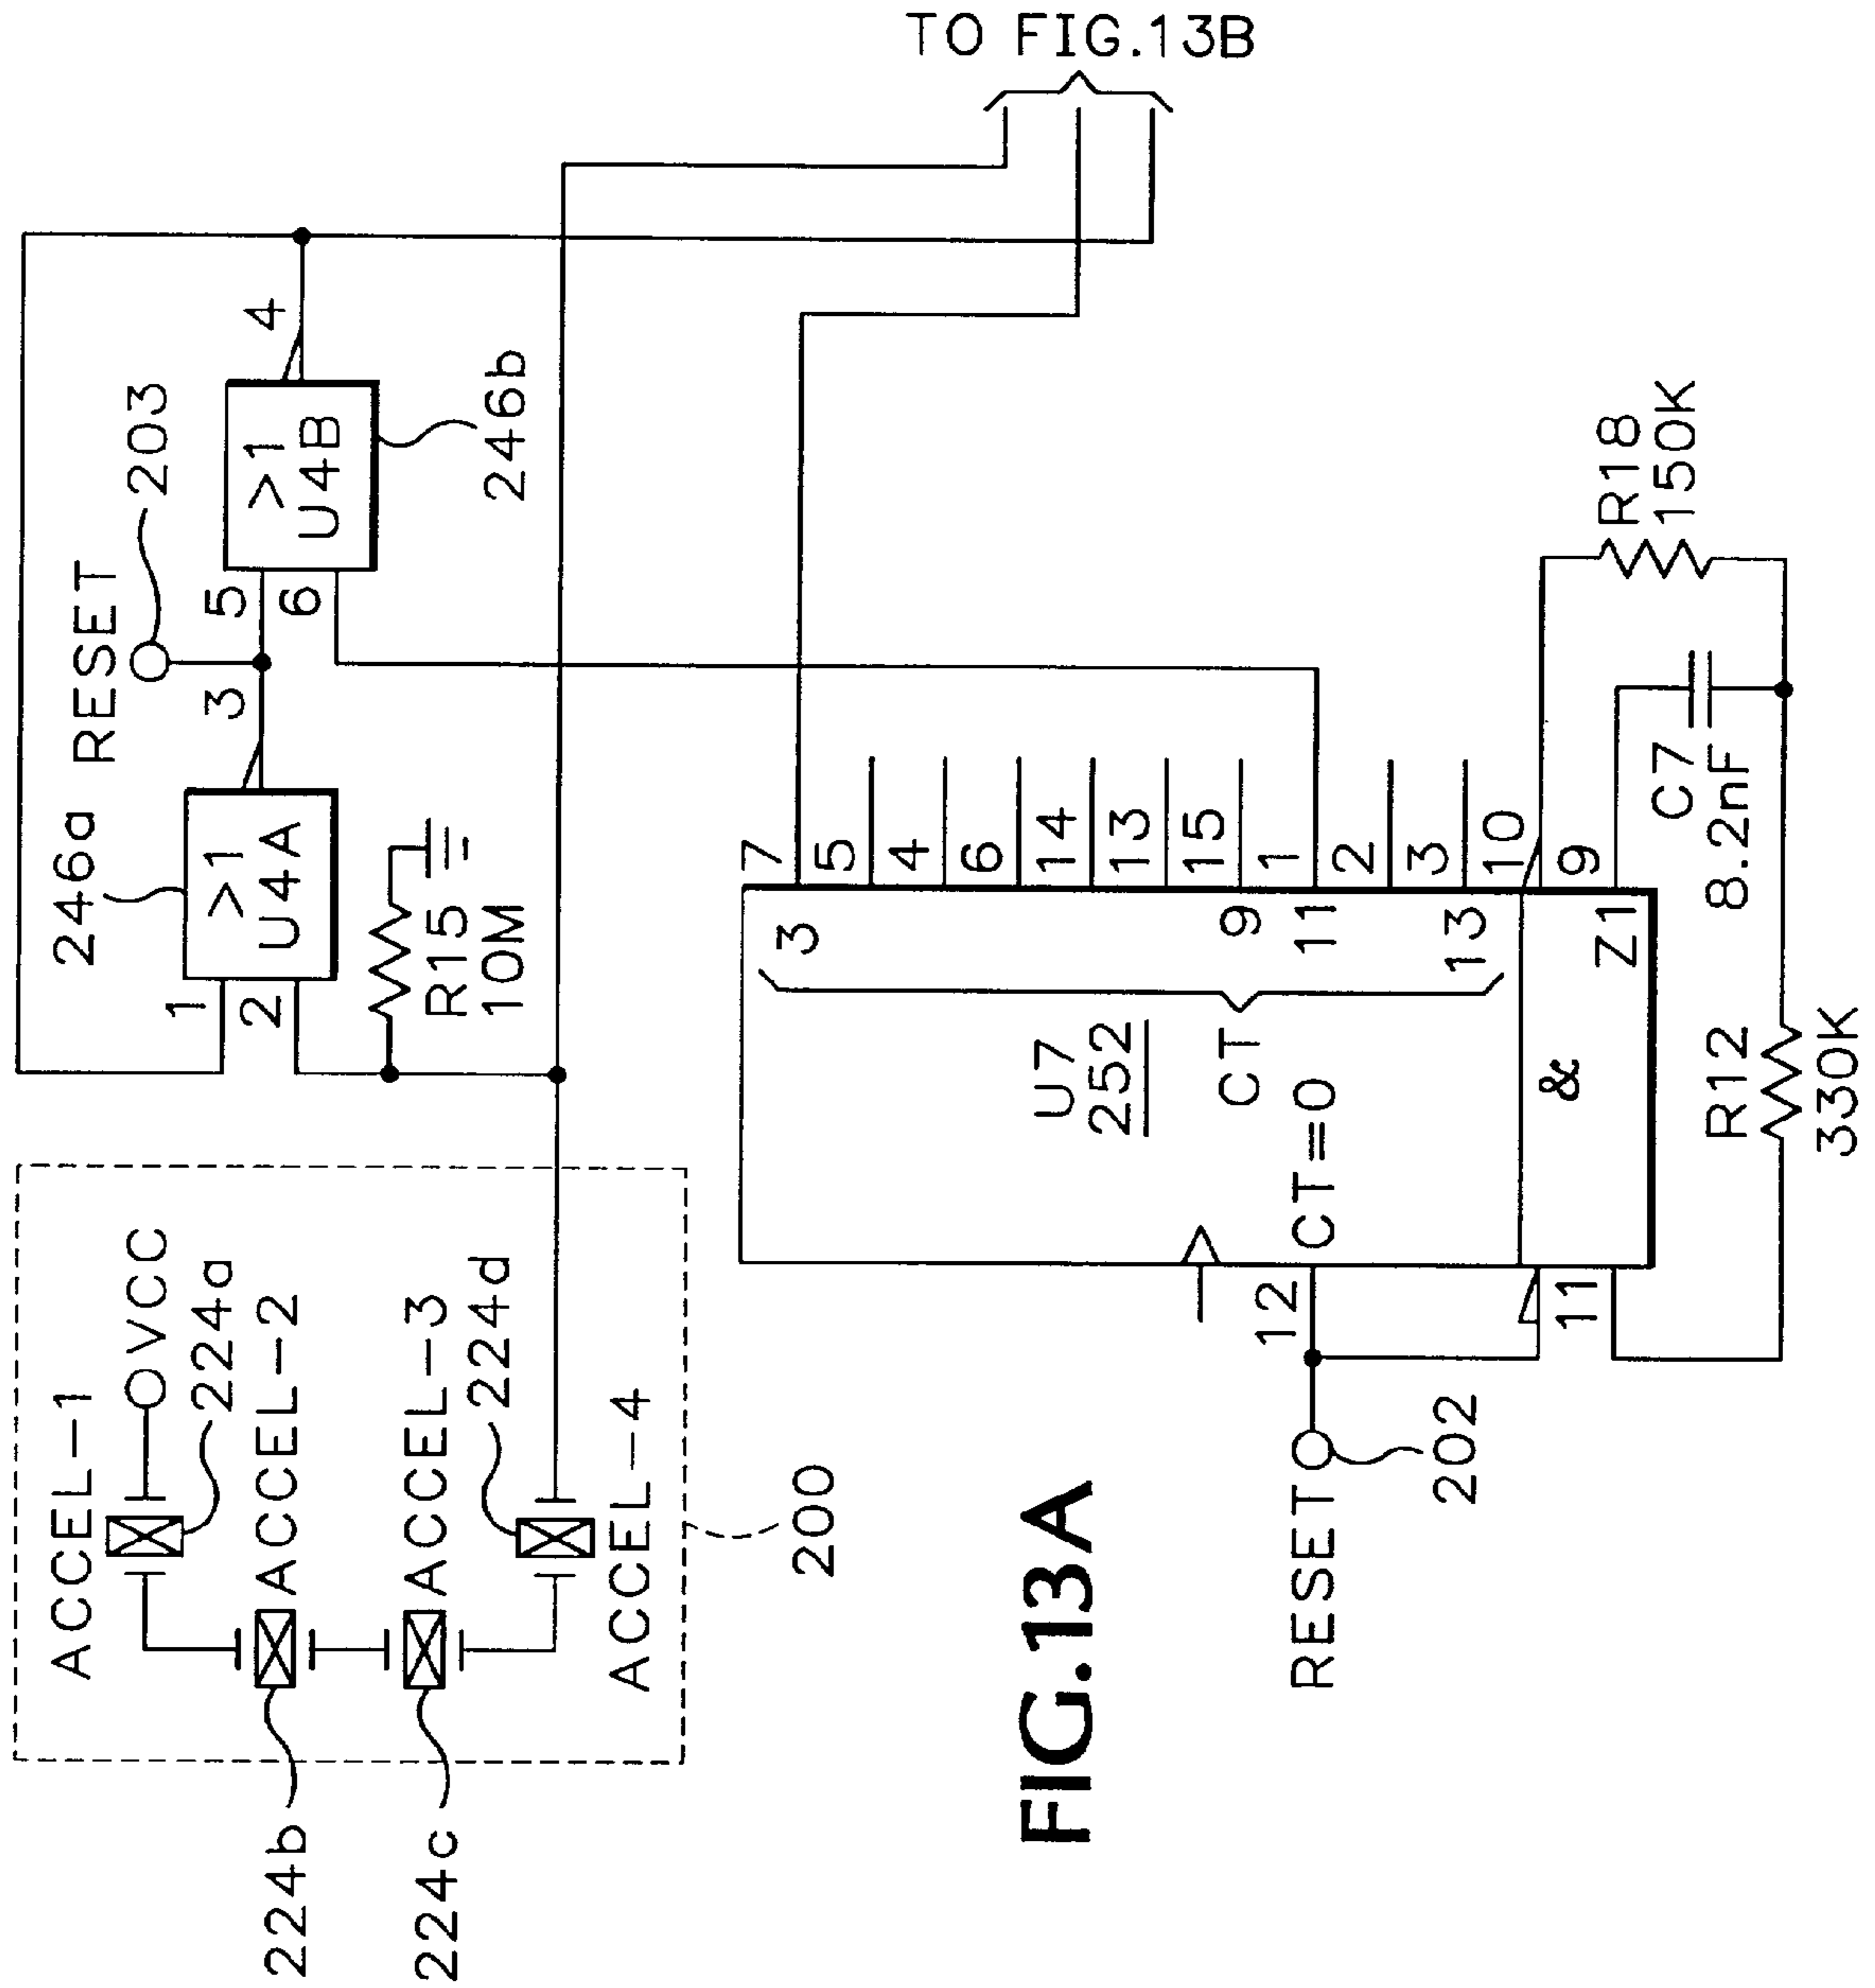 TO FIG.13B
4
203
RESET
5
6
3
>1
U4B
246b
246a
>1
U4A
1
2
R15
10M
ACCEL-1
VCC
224a
ACCEL-2
ACCEL-3
224d
ACCEL-4
224b
224c
200
7
5
4
6
14
13
15
1
2
3
10
9
3
9
11
13
Z1
CT
U7
252
CT=0
&
12
11
RESET
202
R18
150K
C7
8.2nF
R12
330K
FIG.13A